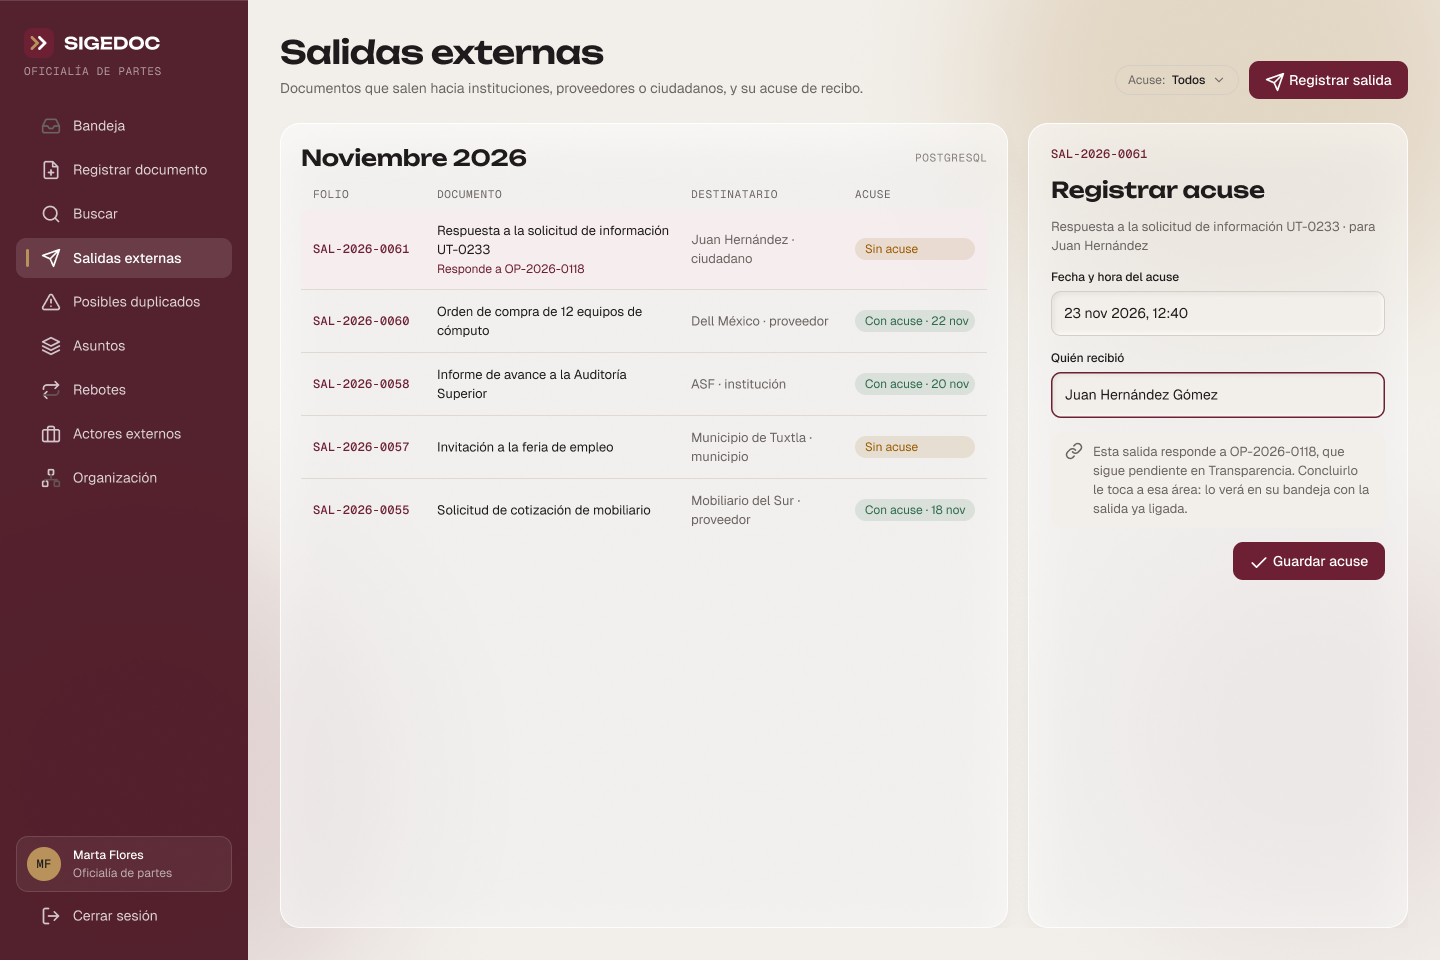 SIGEDOC
OFICIALÍA DE PARTES
Bandeja
Registrar documento
Buscar
Salidas externas
Posibles duplicados
Asuntos
Rebotes
Actores externos
Organización
MF
Marta Flores
Oficialía de partes
Cerrar sesión
Salidas externas
Documentos que salen hacia instituciones, proveedores o ciudadanos, y su acuse de recibo.
Acuse: Todos
Registrar salida
Noviembre 2026
POSTGRESQL
FOLIO DOCUMENTO DESTINATARIO ACUSE
SAL-2026-0061
Respuesta a la solicitud de información
UT-0233
Responde a OP-2026-0118
Juan Hernández ·
ciudadano
Sin acuse
SAL-2026-0060
Orden de compra de 12 equipos de
cómputo
Dell México · proveedor
Con acuse · 22 nov
SAL-2026-0058
Informe de avance a la Auditoría
Superior
ASF · institución
Con acuse · 20 nov
SAL-2026-0057
Invitación a la feria de empleo
Municipio de Tuxtla ·
municipio
Sin acuse
SAL-2026-0055
Solicitud de cotización de mobiliario
Mobiliario del Sur ·
proveedor
Con acuse · 18 nov
SAL-2026-0061
Registrar acuse
Respuesta a la solicitud de información UT-0233 · para
Juan Hernández
Fecha y hora del acuse
23 nov 2026, 12:40
Quién recibió
Juan Hernández Gómez
Esta salida responde a OP-2026-0118, que
sigue pendiente en Transparencia. Concluirlo
le toca a esa área: lo verá en su bandeja con la
salida ya ligada.
Guardar acuse